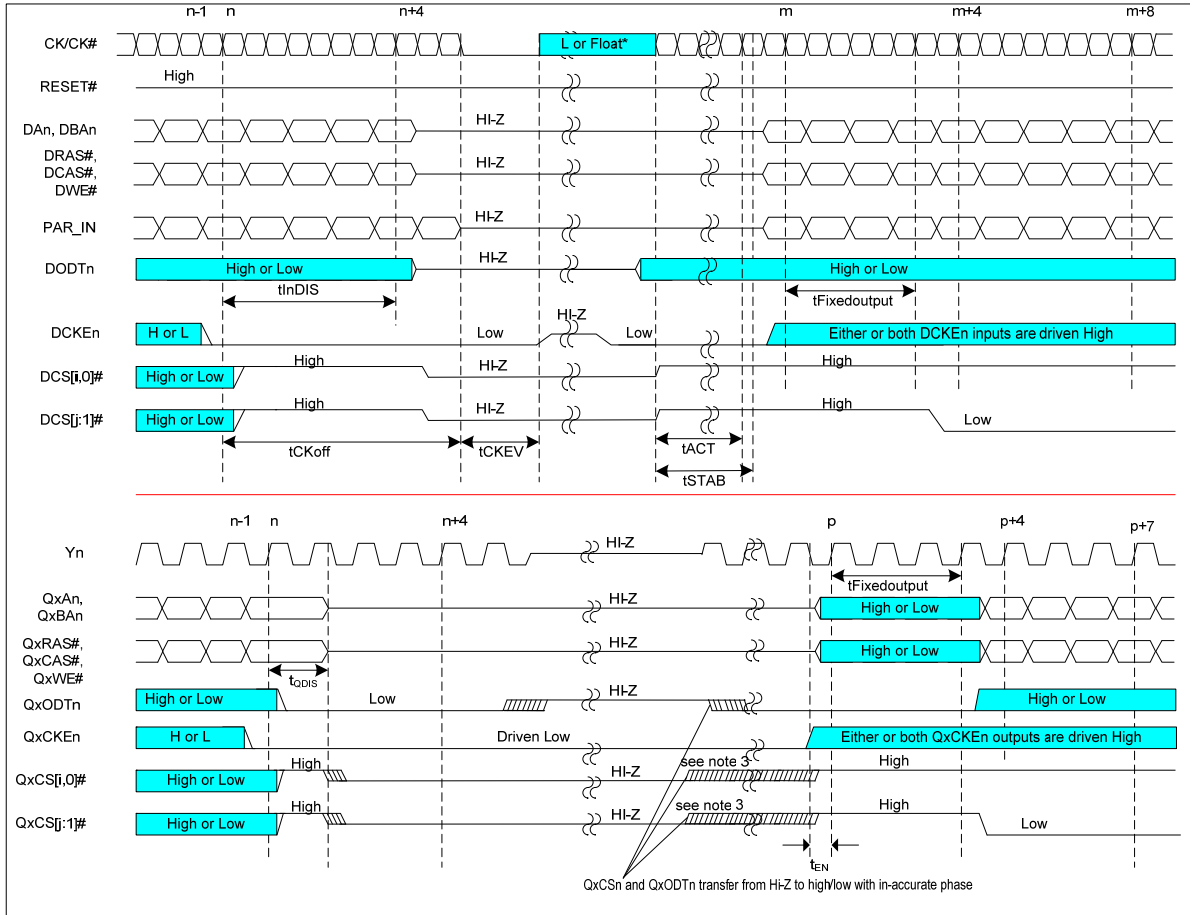 n-1 n n+4 m m+4 m+8
CK/CK# L or Float*
RESET# High
DAn, DBAn HI-Z
DRAS#,
DCAS#, HI-Z
DWE#
PAR_IN HI-Z
DODTn High or Low HI-Z High or Low
tInDIS tFixedoutput
HI-Z
DCKEn H or L Low Low Either or both DCKEn inputs are driven High
High HI-Z High
DCS[i,0]# High or Low
High HI-Z High
DCS[j:1]# High or Low Low
tCKoff tCKEV tACT
tSTAB
n-1 n n+4 p p+4 p+7
Yn HI-Z
tFixedoutput
QxAn, HI-Z High or Low
QxBAn
QxRAS#, HI-Z High or Low
QxCAS#,
QxWE# tQDIS
QxODTn High or Low Low HI-Z High or Low
QxCKEn H or L Driven Low Either or both QxCKEn outputs are driven High
High see note 3 High
QxCS[i,0]# High or Low HI-Z
High see note 3 High
QxCS[j:1]# High or Low HI-Z Low
tEN
QxCSn and QxODTn transfer from Hi-Z to high/low with in-accurate phase